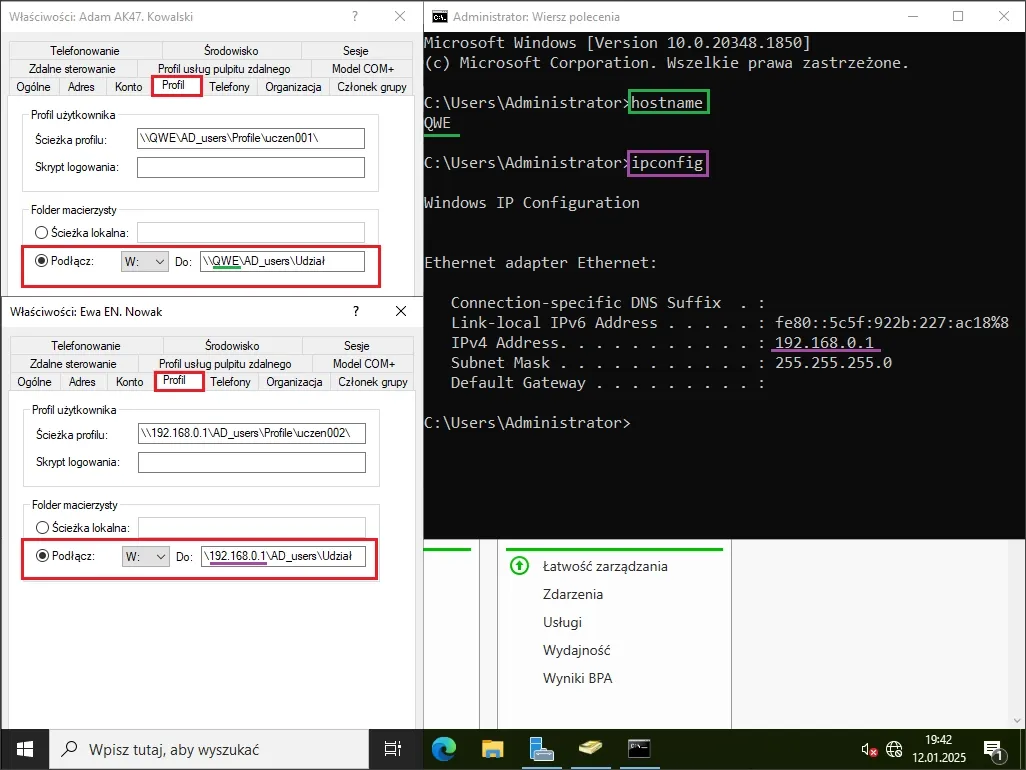 Właściwości: Adam AK47. Kowalski
?
Telefonowanie Środowisko Sesje
Zdalne sterowanie Profil usług pulpitu zdalnego Model COM+
Ogólne Adres Konto Profil Telefony Organizacja Członek grupy
Profil użytkownika
Ścieżka profilu: \\QWE\AD_users\Profile\uczen001\
Skrypt logowania:
Folder macierzysty
Ścieżka lokalna:
Podłącz: W: Do: \\QWE\AD_users\Udział
Właściwości: Ewa EN. Nowak
?
Telefonowanie Środowisko Sesje
Zdalne sterowanie Profil usług pulpitu zdalnego Model COM+
Ogólne Adres Konto Profil Telefony Organizacja Członek grupy
Profil użytkownika
Ścieżka profilu: \\192.168.0.1\AD_users\Profile\uczen002\
Skrypt logowania:
Folder macierzysty
Ścieżka lokalna:
Podłącz: W: Do: \192.168.0.1\AD_users\Udział
Administrator: Wiersz polecenia
Microsoft Windows [Version 10.0.20348.1850]
(c) Microsoft Corporation. Wszelkie prawa zastrzeżone.
C:\Users\Administrator>hostname
QWE
C:\Users\Administrator>ipconfig
Windows IP Configuration
Ethernet adapter Ethernet:
Connection-specific DNS Suffix . :
Link-local IPv6 Address . . . . . : fe80::5c5f:922b:227:ac18%8
IPv4 Address. . . . . . . . . . . : 192.168.0.1
Subnet Mask . . . . . . . . . . . : 255.255.255.0
Default Gateway . . . . . . . . . :
C:\Users\Administrator>
Łatwość zarządzania
Zdarzenia
Usługi
Wydajność
Wyniki BPA
Wpisz tutaj, aby wyszukać
19:42
12.01.2025
1